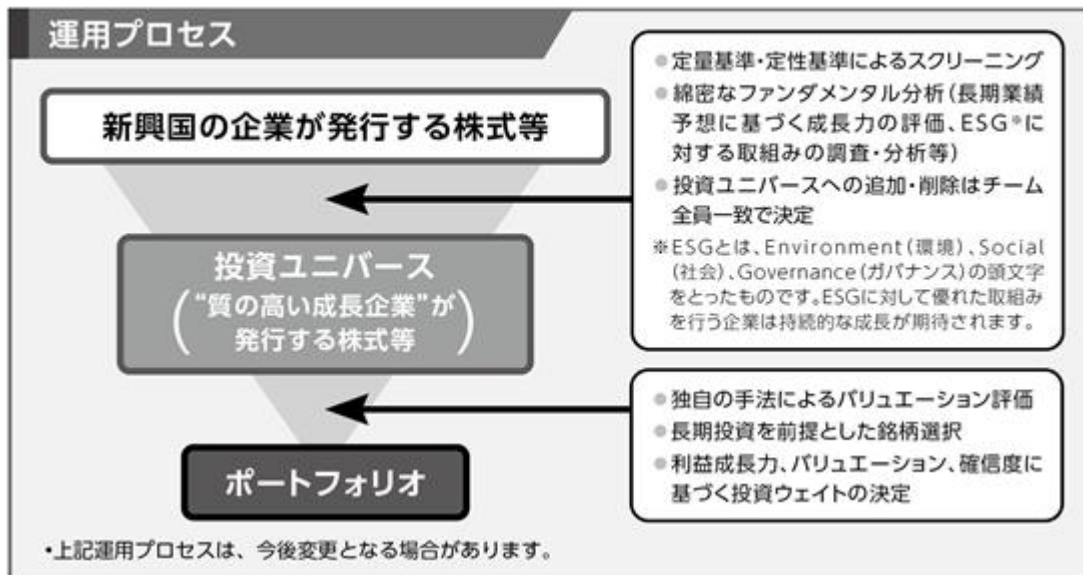 運用プロセス
新興国の企業が発行する株式等
●定量基準・定性基準によるスクリーニング
●綿密なファンダメンタル分析(長期業績
予想に基づく成長力の評価、ESG※に
対する取組みの調査・分析等)
●投資ユニバースへの追加・削除はチーム
全員一致で決定
※ESGとは、Environment(環境)、Social
(社会)、Governance(ガバナンス)の頭文字
をとったものです。ESGに対して優れた取組み
を行う企業は持続的な成長が期待されます。
投資ユニバース
(“質の高い成長企業”が
発行する株式等)
●独自の手法によるバリュエーション評価
●長期投資を前提とした銘柄選択
●利益成長力、バリュエーション、確信度に
基づく投資ウェイトの決定
ポートフォリオ
・上記運用プロセスは、今後変更となる場合があります。